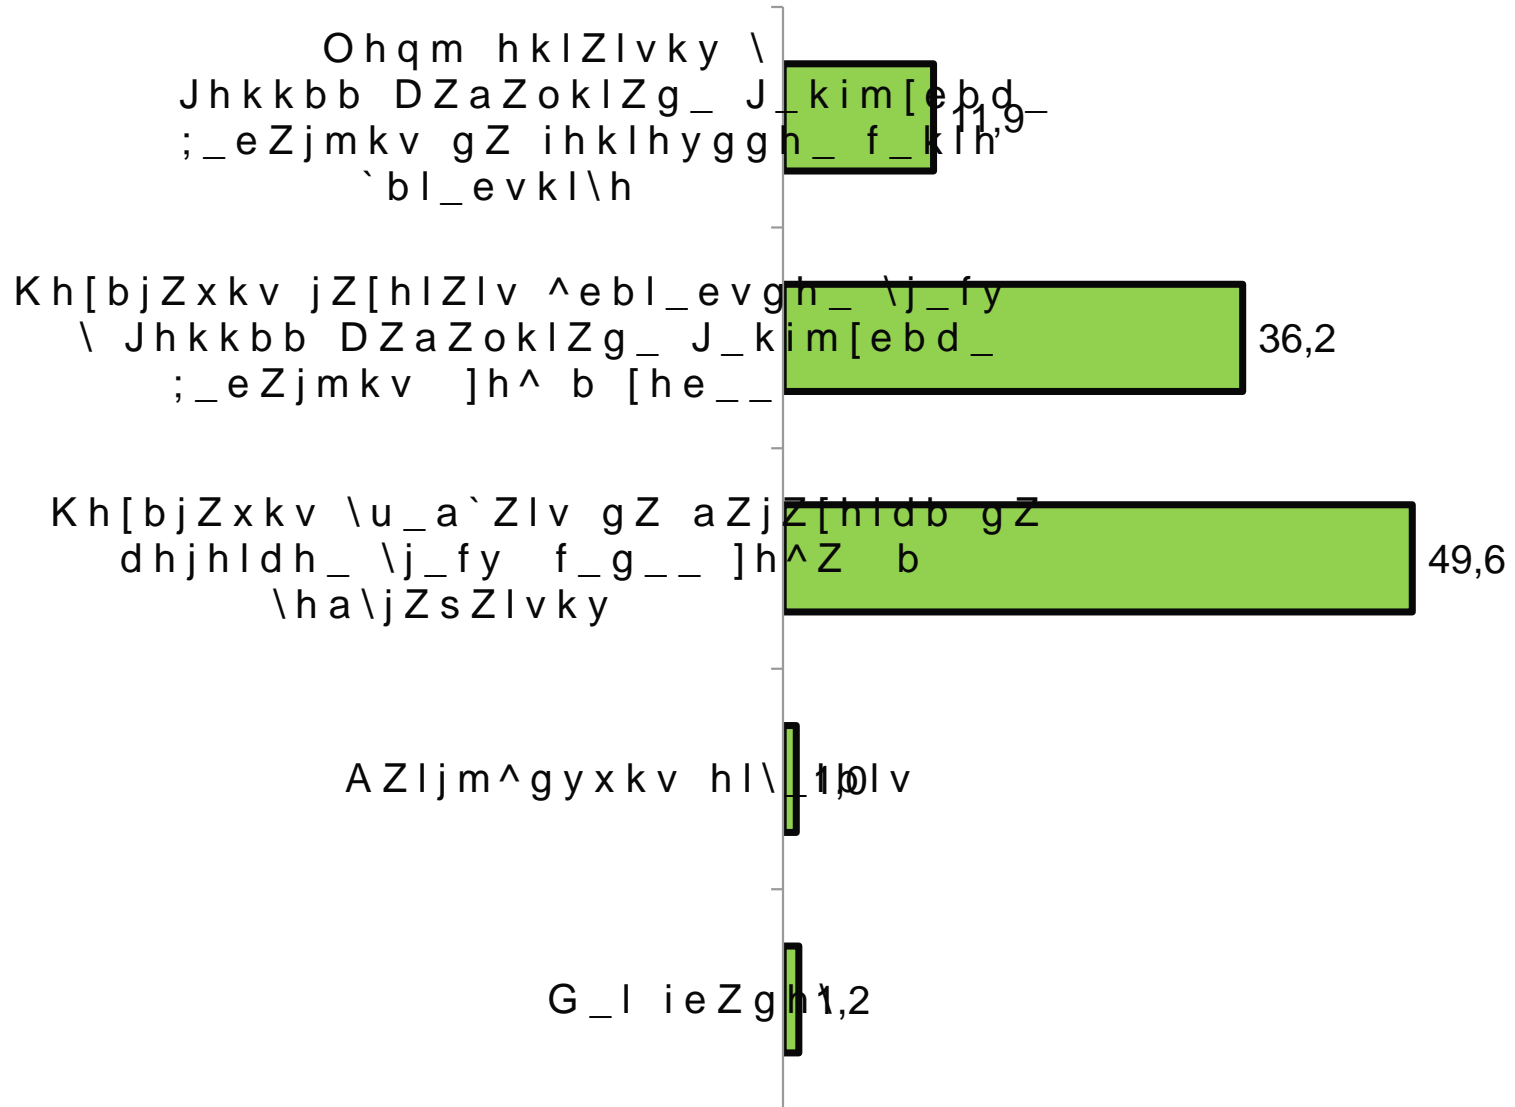 Ohqm hklZlvky \
Jhkkbb DZaZoklZg_ J_kim[ebd_
;_eZjmkv gZ ihklhyggh_ f_klh
`bl_evkl\h
11,9
Kh[bjZxkv jZ[hlZlv ^ebl_evgh_ \j_fy
\ Jhkkbb DZaZoklZg_ J_kim[ebd_
;_eZjmkv ]h^ b [he__
36,2
Kh[bjZxkv \u_a`Zlv gZ aZjZ[hldb gZ
dhjhldh_ \j_fy f_g__ ]h^Z b
\ha\jZsZlvky
49,6
AZljm^gyxkv hl\_lblv
1,0
G_l ieZgh\
1,2